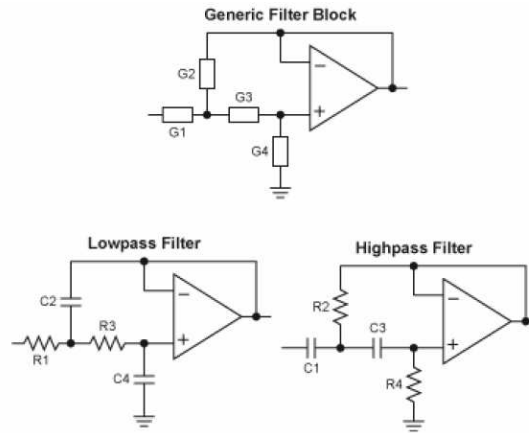 Generic Filter Block
G2
G3
G1
G4
−
+
Lowpass Filter
C2
R3
R1
C4
−
+
Highpass Filter
R2
C3
C1
R4
−
+